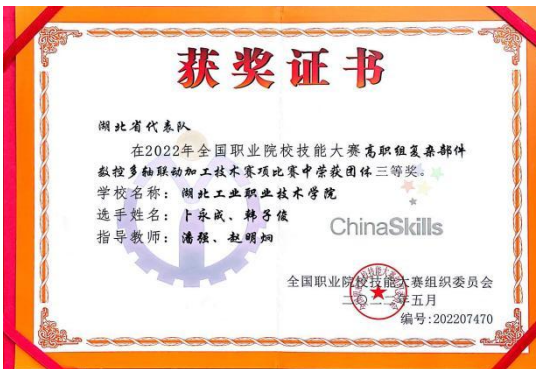 获奖证书
湖北省代表队
在2022年全国职业院校技能大赛高职组复杂部件
数控多轴联动加工技术赛项比赛中荣获团体三等奖。
学校名称：湖北工业职业技术学院
选手姓名：卜永成、韩子俊
指导教师：潘强、赵明炯
ChinaSkills
全国职业院校技能大赛组织委员会
二〇二二年五月
编号:202207470